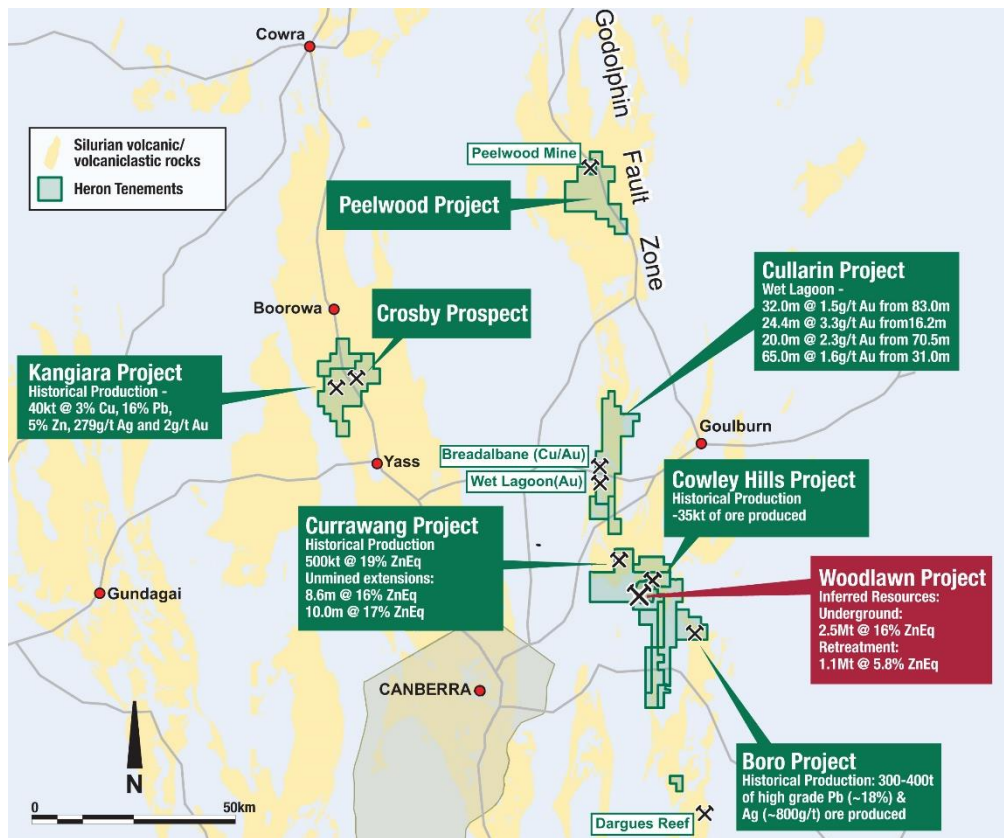 Cowra
Godolphin
Fault
Zone
Silurian volcanic/
volcaniclastic rocks
Heron Tenements
Peelwood Mine
Peelwood Project
Cullarin Project
Wet Lagoon -
32.0m @ 1.5g/t Au from 83.0m
24.4m @ 3.3g/t Au from16.2m
20.0m @ 2.3g/t Au from 70.5m
65.0m @ 1.6g/t Au from 31.0m
Boorowa
Crosby Prospect
Kangiara Project
Historical Production -
40kt @ 3% Cu, 16% Pb,
5% Zn, 279g/t Ag and 2g/t Au
Goulburn
Yass
Breadalbane (Cu/Au)
Wet Lagoon(Au)
Cowley Hills Project
Historical Production
-35kt of ore produced
Currawang Project
Historical Production
500kt @ 19% ZnEq
Unmined extensions:
8.6m @ 16% ZnEq
10.0m @ 17% ZnEq
Woodlawn Project
Inferred Resources:
Underground:
2.5Mt @ 16% ZnEq
Retreatment:
1.1Mt @ 5.8% ZnEq
Gundagai
CANBERRA
N
0 50km
Boro Project
Historical Production: 300-400t
of high grade Pb (~18%) &
Ag (~800g/t) ore produced
Dargues Reef